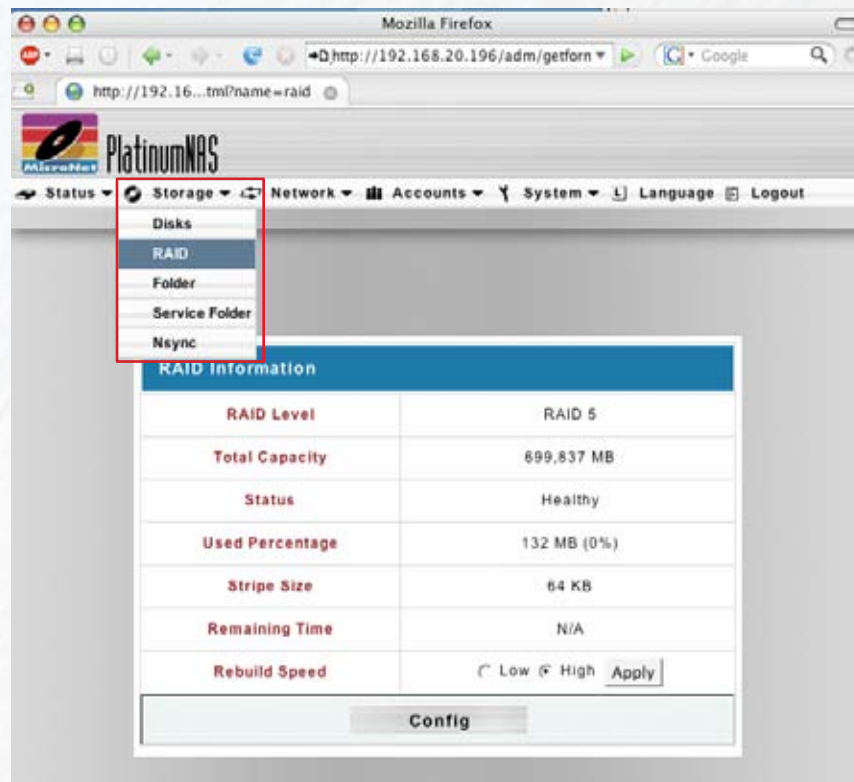 Mozilla Firefox
http://192.168.20.196/adm/getforn
Google
http://192.16...tml?name=raid
MicroNet
PlatinumNAS
Status Storage Network Accounts System Language Logout
Disks
RAID
Folder
Service Folder
Nsync
RAID Information
RAID Level RAID 5
Total Capacity 699,837 MB
Status Healthy
Used Percentage 132 MB (0%)
Stripe Size 64 KB
Remaining Time N/A
Rebuild Speed Low High Apply
Config